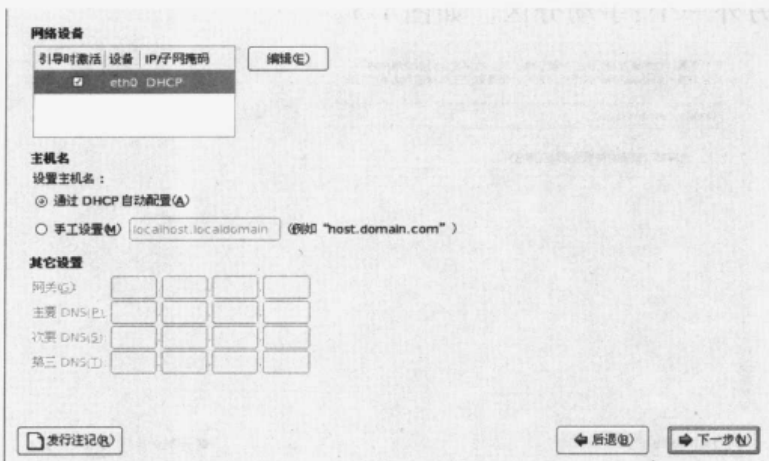 网络设备
引导时激活 设备 IP/子网掩码
编辑(E)
eth0 DHCP
主机名
设置主机名：
通过 DHCP 自动配置(A)
手工设置(M) localhost.localdomain (例如 “host.domain.com” )
其它设置
网关(G):
主要 DNS(P):
次要 DNS(S):
第三 DNS(T):
发行注记(R)
后退(B)
下一步(N)